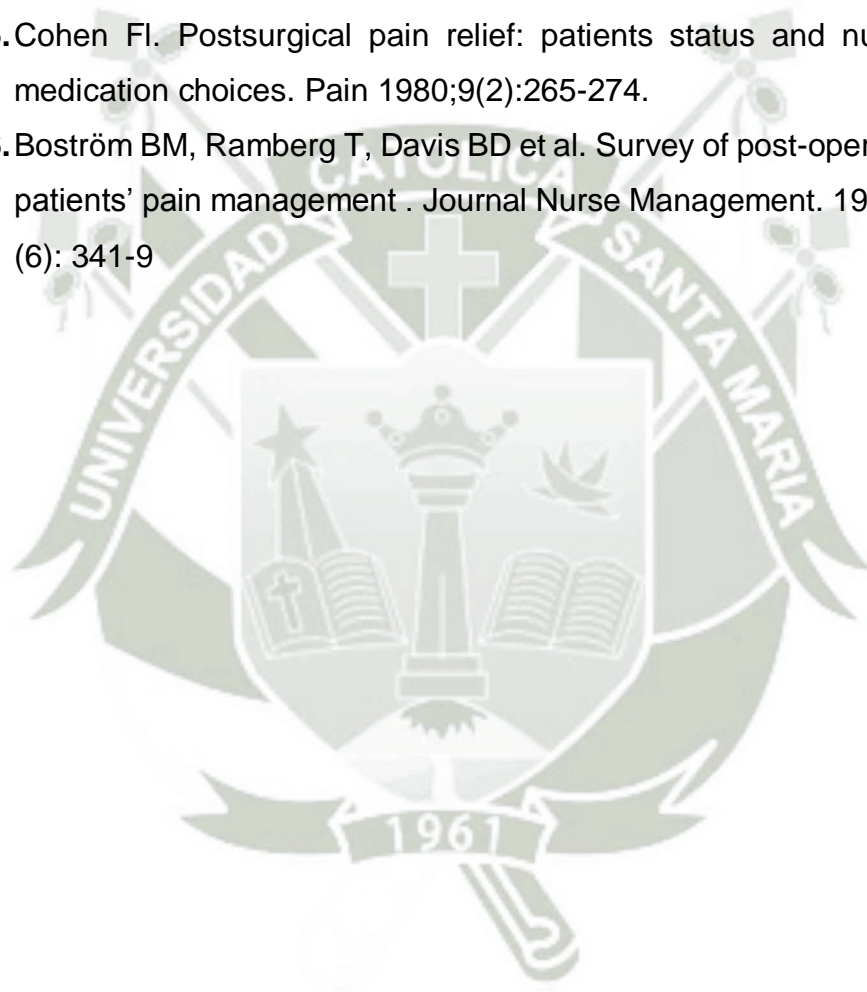 Cohen Fl. Postsurgical pain relief: patients status and nu
medication choices. Pain 1980;9(2):265-274.
Boström BM, Ramberg T, Davis BD et al. Survey of post-oper
patients’ pain management . Journal Nurse Management. 19
(6): 341-9
UNIVERSIDAD CATOLICA SANTA MARIA
1961